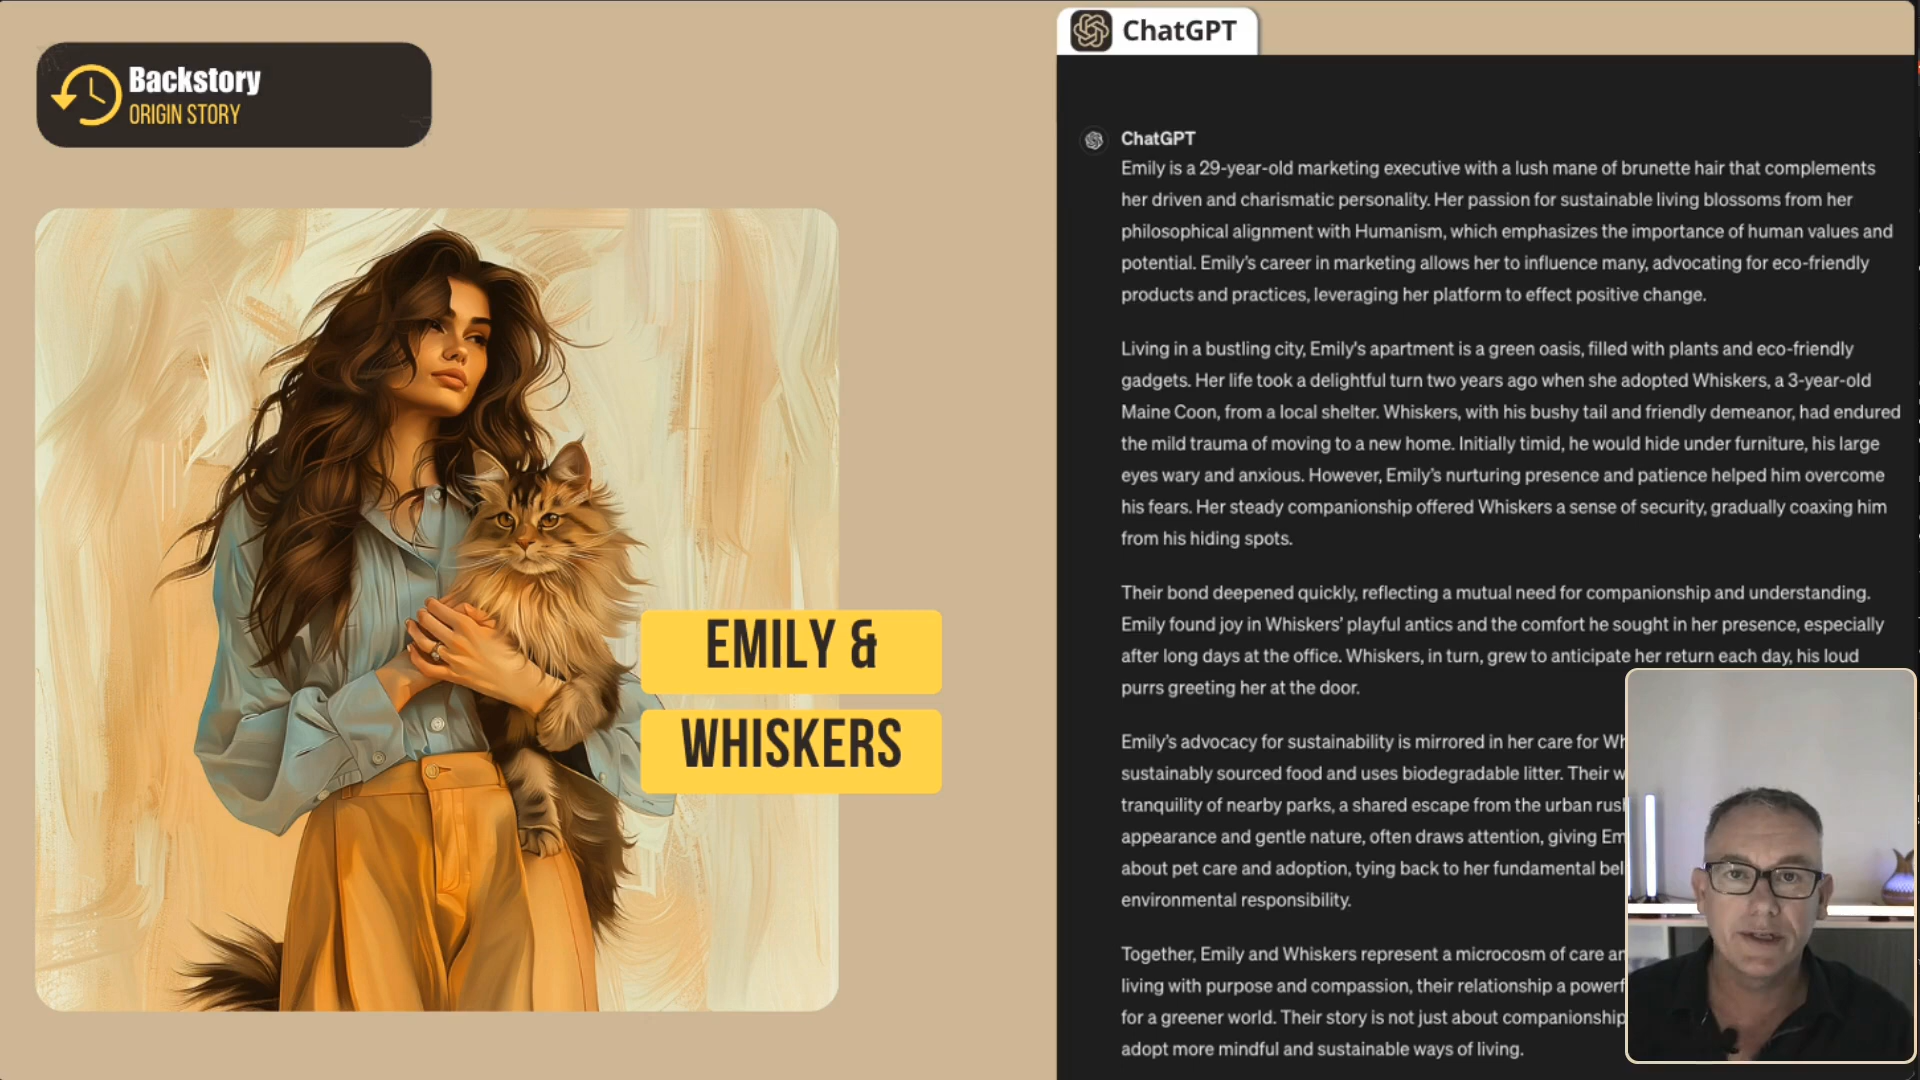 Backstory
ORIGIN STORY
EMILY &
WHISKERS
ChatGPT
ChatGPT
Emily is a 29-year-old marketing executive with a lush mane of brunette hair that complements
her driven and charismatic personality. Her passion for sustainable living blossoms from her
philosophical alignment with Humanism, which emphasizes the importance of human values and
potential. Emily’s career in marketing allows her to influence many, advocating for eco-friendly
products and practices, leveraging her platform to effect positive change.
Living in a bustling city, Emily's apartment is a green oasis, filled with plants and eco-friendly
gadgets. Her life took a delightful turn two years ago when she adopted Whiskers, a 3-year-old
Maine Coon, from a local shelter. Whiskers, with his bushy tail and friendly demeanor, had endured
the mild trauma of moving to a new home. Initially timid, he would hide under furniture, his large
eyes wary and anxious. However, Emily’s nurturing presence and patience helped him overcome
his fears. Her steady companionship offered Whiskers a sense of security, gradually coaxing him
from his hiding spots.
Their bond deepened quickly, reflecting a mutual need for companionship and understanding.
Emily found joy in Whiskers’ playful antics and the comfort he sought in her presence, especially
after long days at the office. Whiskers, in turn, grew to anticipate her return each day, his loud
purrs greeting her at the door.
Emily’s advocacy for sustainability is mirrored in her care for
sustainably sourced food and uses biodegradable litter. Their
tranquility of nearby parks, a shared escape from the urban
appearance and gentle nature, often draws attention, giving
about pet care and adoption, tying back to her fundamental
environmental responsibility.
Together, Emily and Whiskers represent a microcosm of care
living with purpose and compassion, their relationship a
for a greener world. Their story is not just about companionship
adopt more mindful and sustainable ways of living.